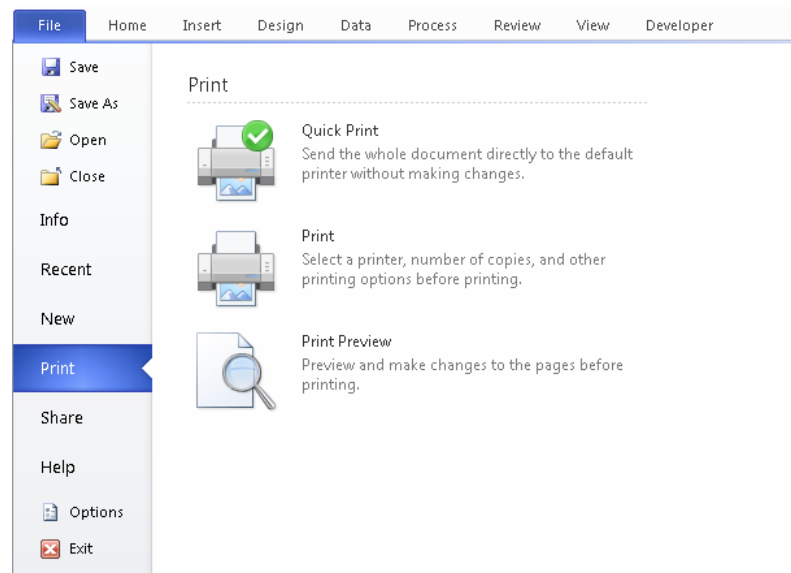 File Home Insert Design Data Process Review View Developer
Save
Save As
Open
Close
Info
Recent
New
Print
Share
Help
Options
Exit
Print
Quick Print
Send the whole document directly to the default
printer without making changes.
Print
Select a printer, number of copies, and other
printing options before printing.
Print Preview
Preview and make changes to the pages before
printing.